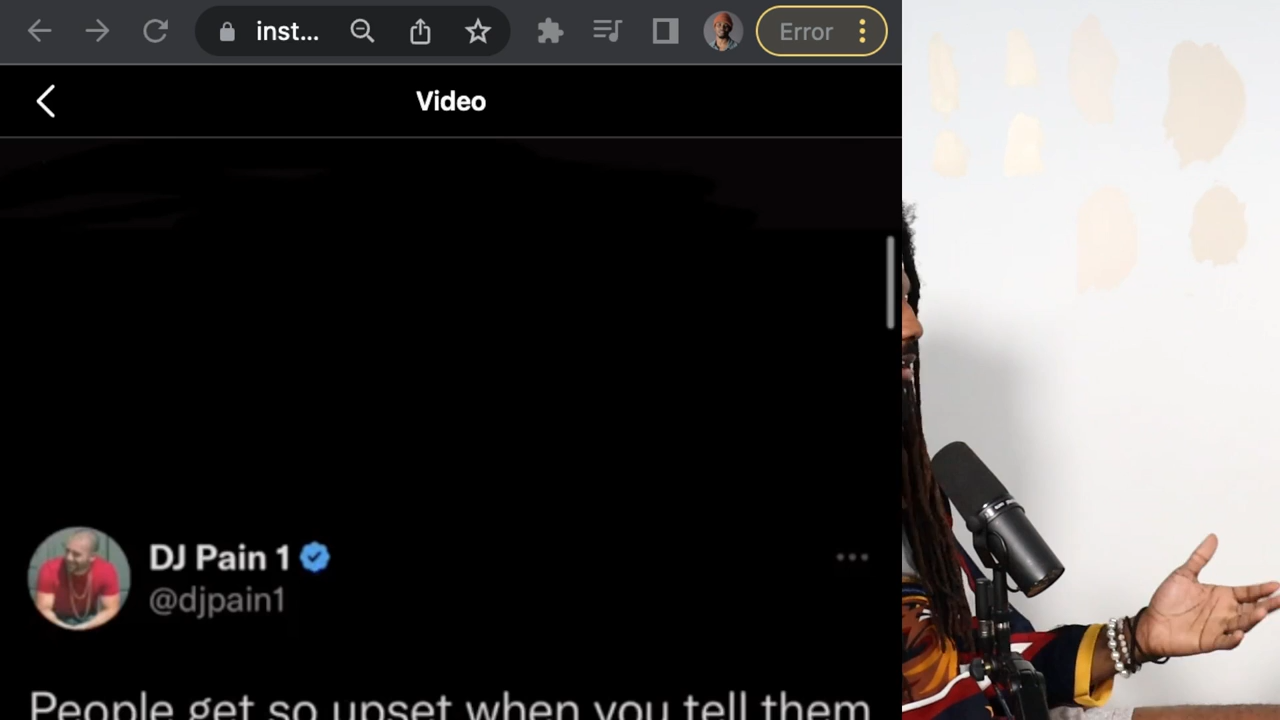 inst...
Error
Video
DJ Pain 1
@djpain1
People get so upset when you tell them